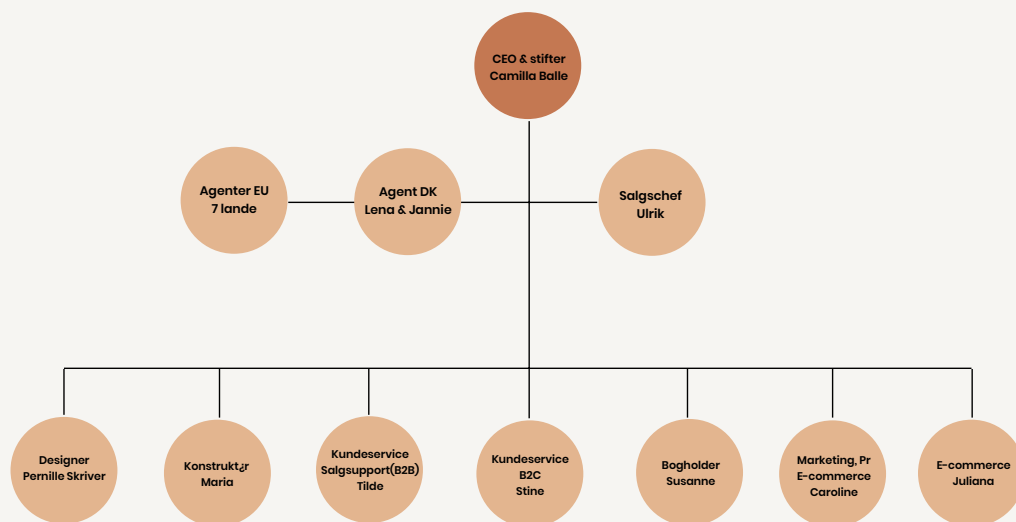 CEO & stifter
Camilla Balle
Agenter EU
7 lande
Agent DK
Lena & Jannie
Salgschef
Ulrik
Designer
Pernille Skriver
Konstrukt¿r
Maria
Kundeservice
Salgsupport(B2B)
Tilde
Kundeservice
B2C
Stine
Bogholder
Susanne
Marketing, Pr
E-commerce
Caroline
E-commerce
Juliana